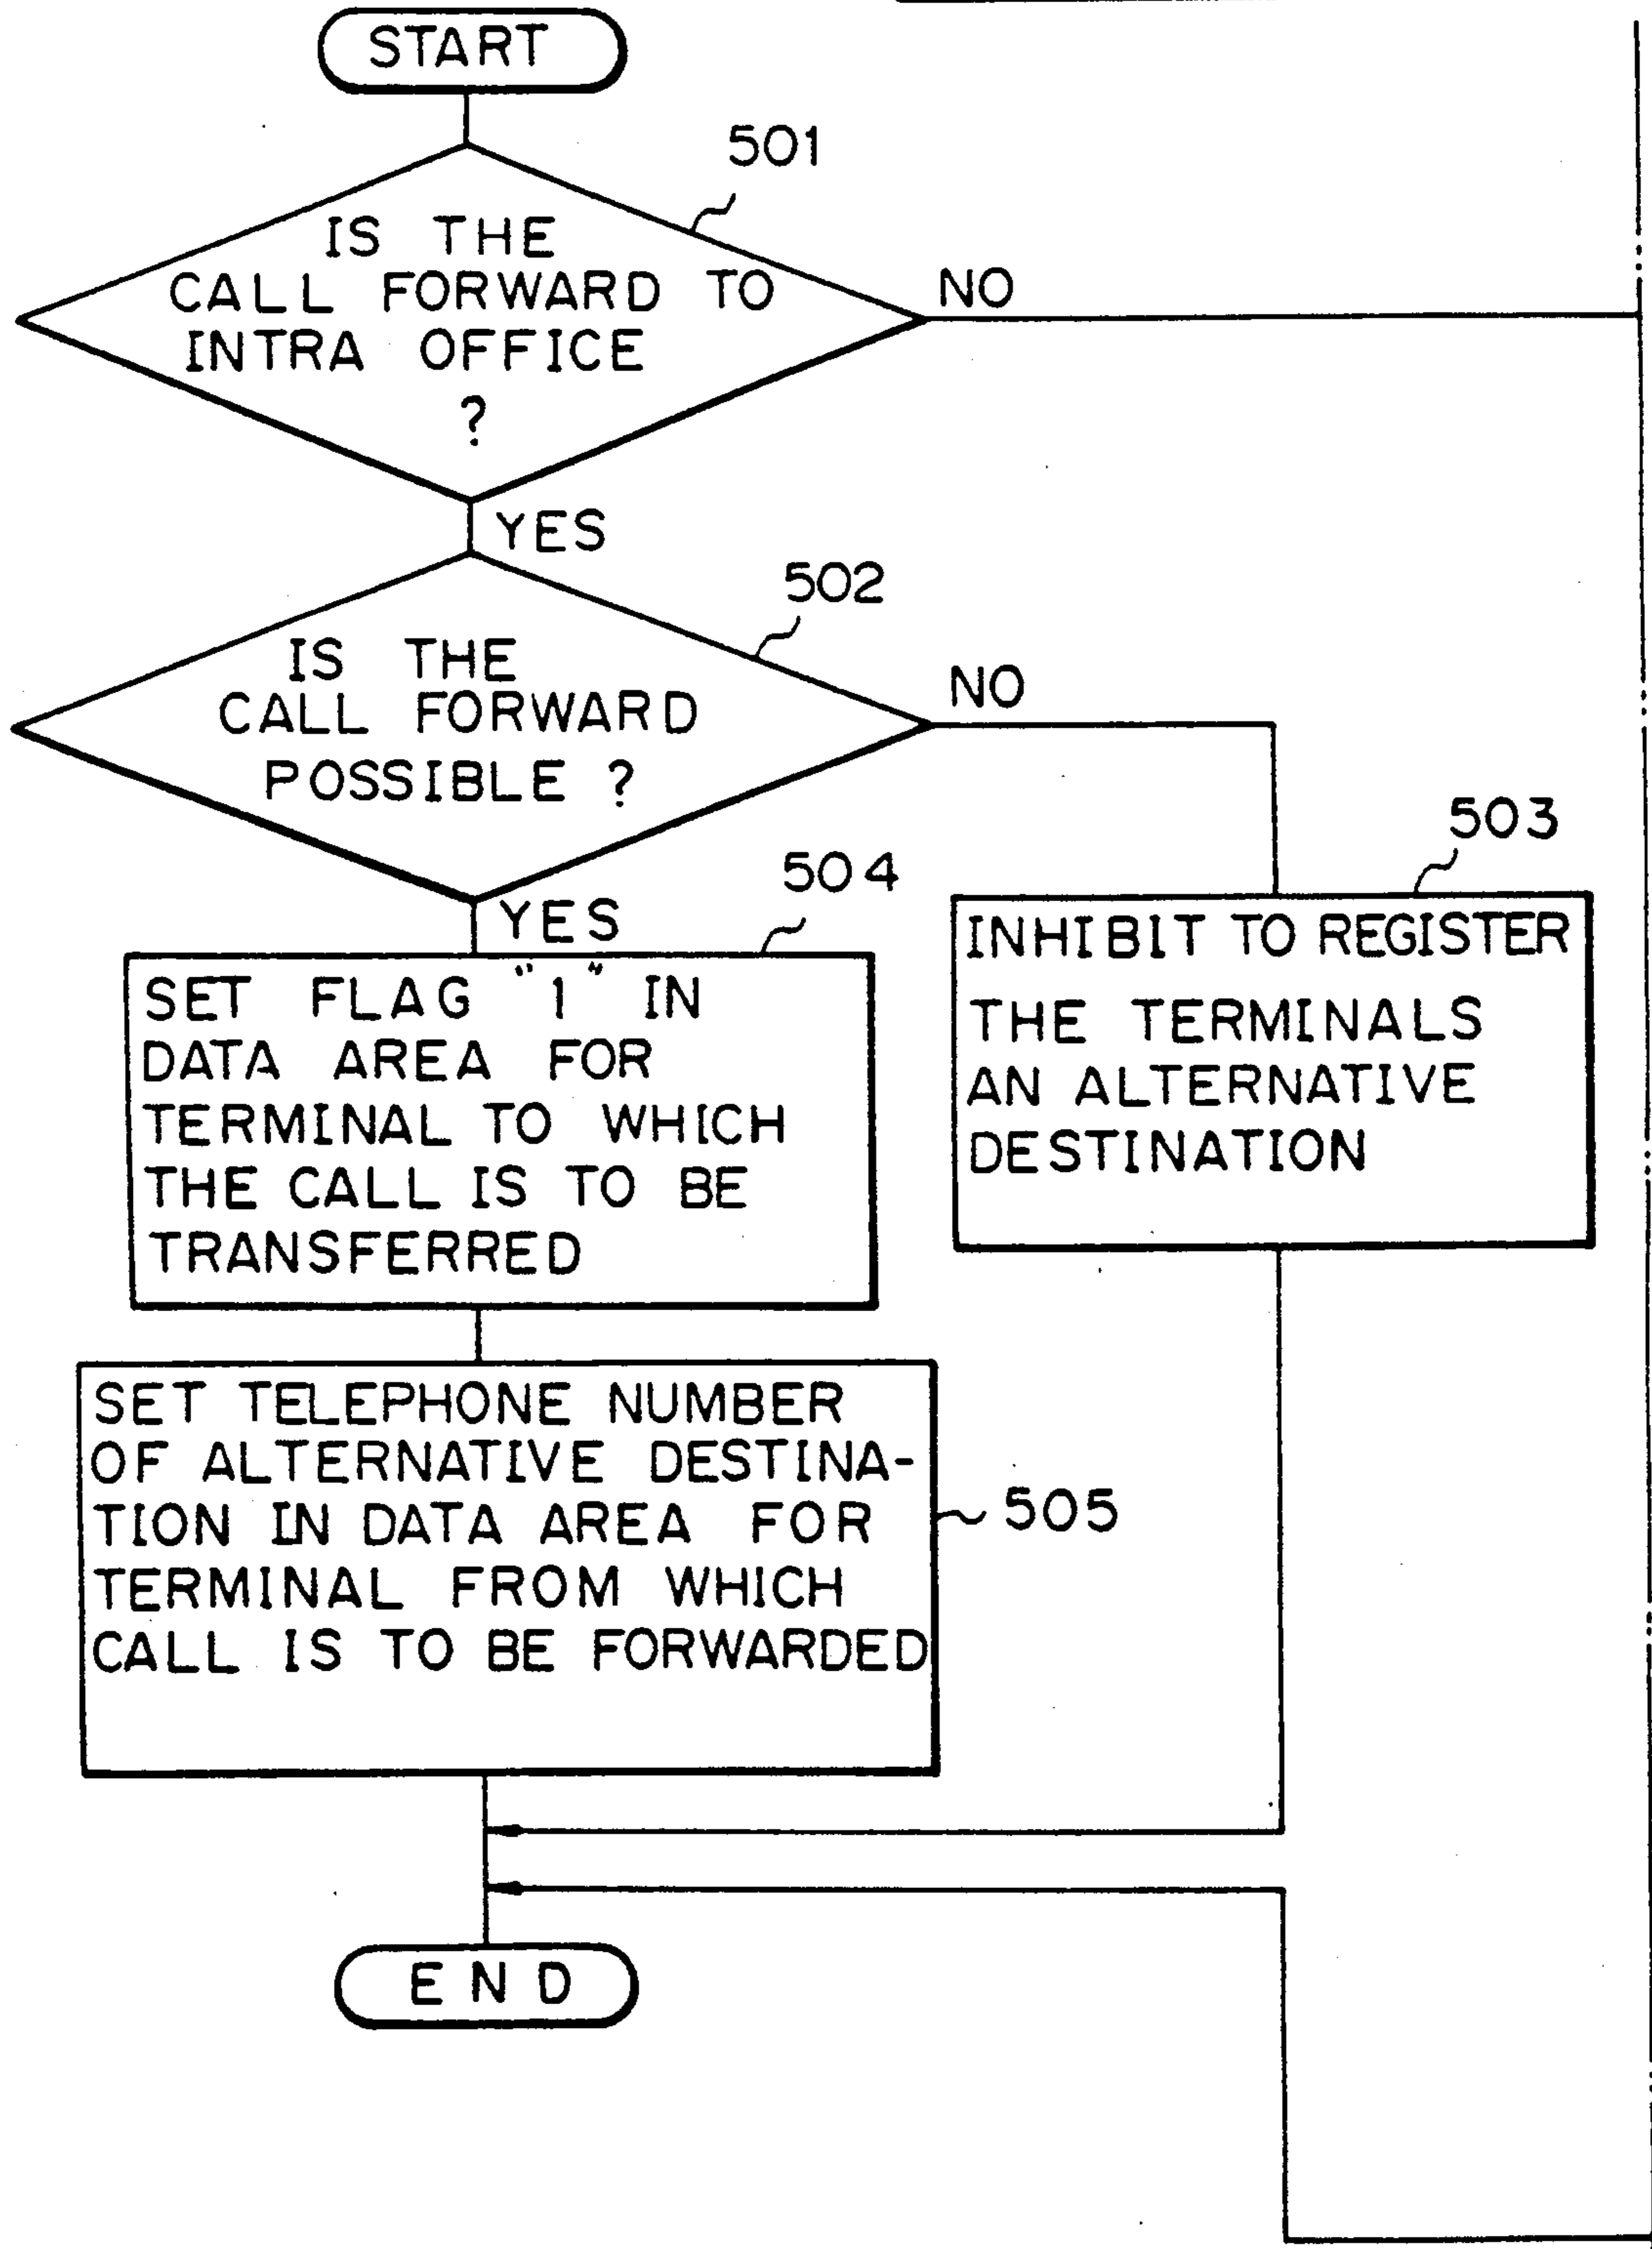 START
501
IS THE
CALL FORWARD TO
INTRA OFFICE
?
NO
YES
502
IS THE
CALL FORWARD
POSSIBLE ?
NO
YES
503
INHIBIT TO REGISTER
THE TERMINALS
AN ALTERNATIVE
DESTINATION
504
SET FLAG "1" IN
DATA AREA FOR
TERMINAL TO WHICH
THE CALL IS TO BE
TRANSFERRED
SET TELEPHONE NUMBER
OF ALTERNATIVE DESTINA-
TION IN DATA AREA FOR
TERMINAL FROM WHICH
CALL IS TO BE FORWARDED
505
END